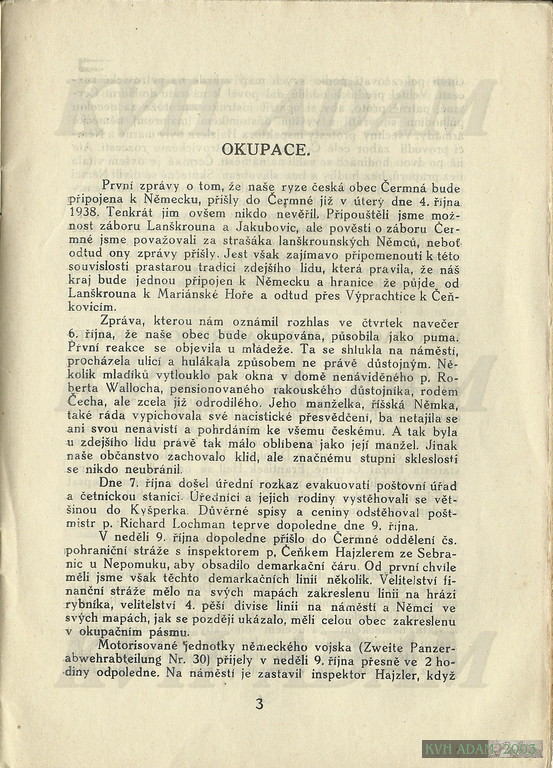 OKUPACE.
První zprávy o tom, že naše ryze česká obec Čermná bude
připojena k Německu, přišly do Čermné již v úterý dne 4. října
1938. Tenkrát jim ovšem nikdo nevěřil. Připouštěli jsme mož-
nost záboru Lanškrouna a Jakubovic, ale pověsti o záboru Čer-
mné jsme považovali za strašáka lanškrounských Němců, neboť
odtud ony zprávy přišly. Jest však zajímavo připomenouti k této
souvislosti prastarou tradici zdejšího lidu, která pravila, že náš
kraj bude jednou připojen k Německu a hranice že půjde od
Lanškrouna k Mariánské Hoře a odtud přes Výprachtice k Čeň-
kovicím.
Zpráva, kterou nám oznámil rozhlas ve čtvrtek navečer
6. října, že naše obec bude okupována, působila jako puma.
První reakce se objevila u mládeže. Ta se shlukla na náměstí,
procházela ulicí a hulákala způsobem ne právě důstojným. Ně-
kolik mladíků vytlouklo pak okna v domě nenáviděného p. Ro-
berta Wallocha, pensionovaného rakouského důstojníka, rodem
Čecha, ale zcela již odrodilého. Jeho manželka, říšská Němka,
také ráda vypichovala své nacistické přesvědčení, ba netajila se
ani svou nenávistí a pohrdáním ke všemu českému. A tak byla
u zdejšího lidu právě tak málo oblíbena jako její manžel. Jinak
naše občanstvo zachovalo klid, ale značnému stupni skleslosti
se nikdo neubránil.
Dne 7. října došel úřední rozkaz evakuovati poštovní úřad
a četnickou stanici. Úředníci a jejich rodiny vystěhovali se vět-
šinou do Kyšperka. Důvěrné spisy a ceniny odstěhoval pošt-
mistr p. Richard Lochman teprve dopoledne dne 9. října.
V neděli 9. října dopoledne přišlo do Čermné oddělení čs.
pohraniční stráže s inspektorem p. Čeňkem Hajzlerem ze Sebra-
nic u Nepomuku, aby obsadilo demarkační čáru. Od první chvíle
měli jsme však těchto demarkačních linií několik. Velitelství fi-
nanční stráže mělo na svých mapách zakreslenu linii na hrázi
rybníka, velitelství 4. pěší divise linii na náměstí a Němci ve
svých mapách, jak se později ukázalo, měli celou obec zakreslenu
v okupačním pásmu.
Motorisované jednotky německého vojska (Zweite Panzer-
abwehrabteilung Nr. 30) přijely v neděli 9. října přesně ve 2 ho-
diny odpoledne. Na náměstí je zastavil inspektor Hajzler, když
3
KVH ADAM
KVH ADAM
KVH ADAM
KVH ADAM 2003